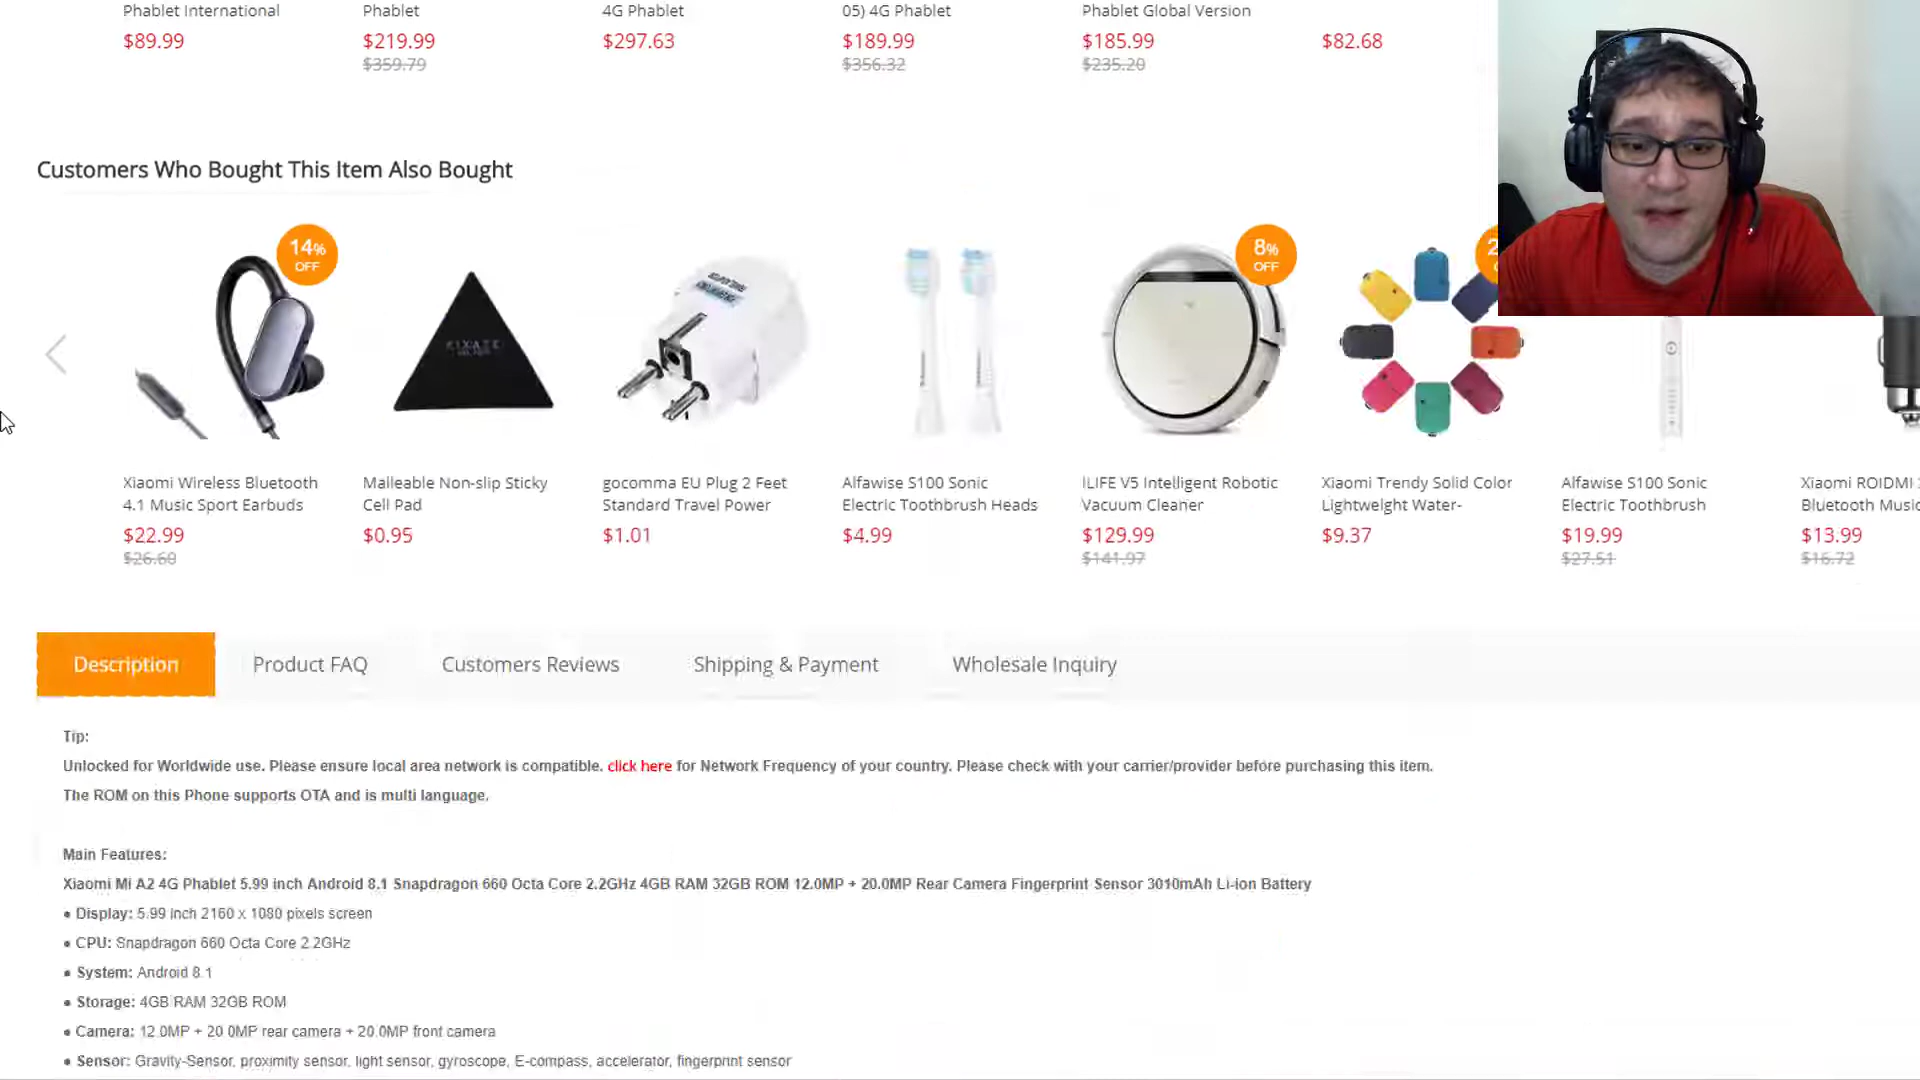 Phablet International
Phablet
4G Phablet
05) 4G Phablet
Phablet Global Version
$89.99
$219.99
$297.63
$189.99
$185.99
$82.68
$359.79
$356.32
$235.20
Customers Who Bought This Item Also Bought
14% OFF
8% OFF
Xiaomi Wireless Bluetooth
4.1 Music Sport Earbuds
$22.99
$26.60
Malleable Non-slip Sticky
Cell Pad
$0.95
gocomma EU Plug 2 Feet
Standard Travel Power
$1.01
Alfawise S100 Sonic
Electric Toothbrush Heads
$4.99
ILIFE V5 Intelligent Robotic
Vacuum Cleaner
$129.99
$141.97
Xiaomi Trendy Solid Color
Lightweight Water-
$9.37
Alfawise S100 Sonic
Electric Toothbrush
$19.99
$27.51
Xiaomi ROIDMI
Bluetooth Music
$13.99
$16.72
Description
Product FAQ
Customers Reviews
Shipping & Payment
Wholesale Inquiry
Tip:
Unlocked for Worldwide use. Please ensure local area network is compatible. click here for Network Frequency of your country. Please check with your carrier/provider before purchasing this item.
The ROM on this Phone supports OTA and is multi language.
Main Features:
Xiaomi Mi A2 4G Phablet 5.99 inch Android 8.1 Snapdragon 660 Octa Core 2.2GHz 4GB RAM 32GB ROM 12.0MP + 20.0MP Rear Camera Fingerprint Sensor 3010mAh Li-ion Battery
● Display: 5.99 inch 2160 x 1080 pixels screen
● CPU: Snapdragon 660 Octa Core 2.2GHz
● System: Android 8.1
● Storage: 4GB RAM 32GB ROM
● Camera: 12.0MP + 20.0MP rear camera + 20.0MP front camera
● Sensor: Gravity-Sensor, proximity sensor, light sensor, gyroscope, E-compass, accelerator, fingerprint sensor